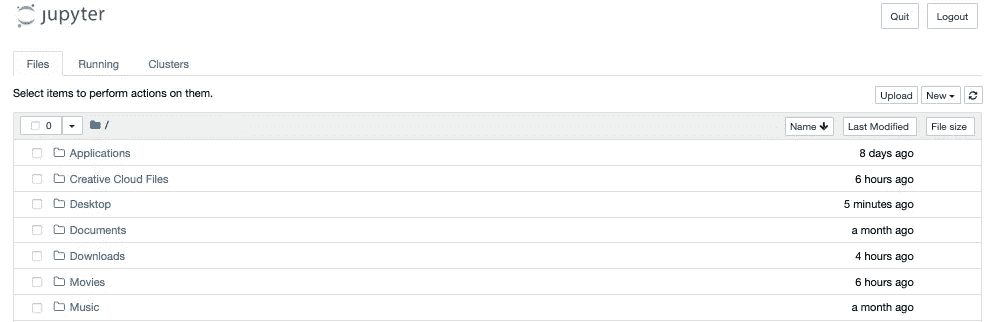 jupyter
Quit Logout
Files Running Clusters
Select items to perform actions on them.
Upload New
0 / Name Last Modified File size
Applications 8 days ago
Creative Cloud Files 6 hours ago
Desktop 5 minutes ago
Documents a month ago
Downloads 4 hours ago
Movies 6 hours ago
Music a month ago